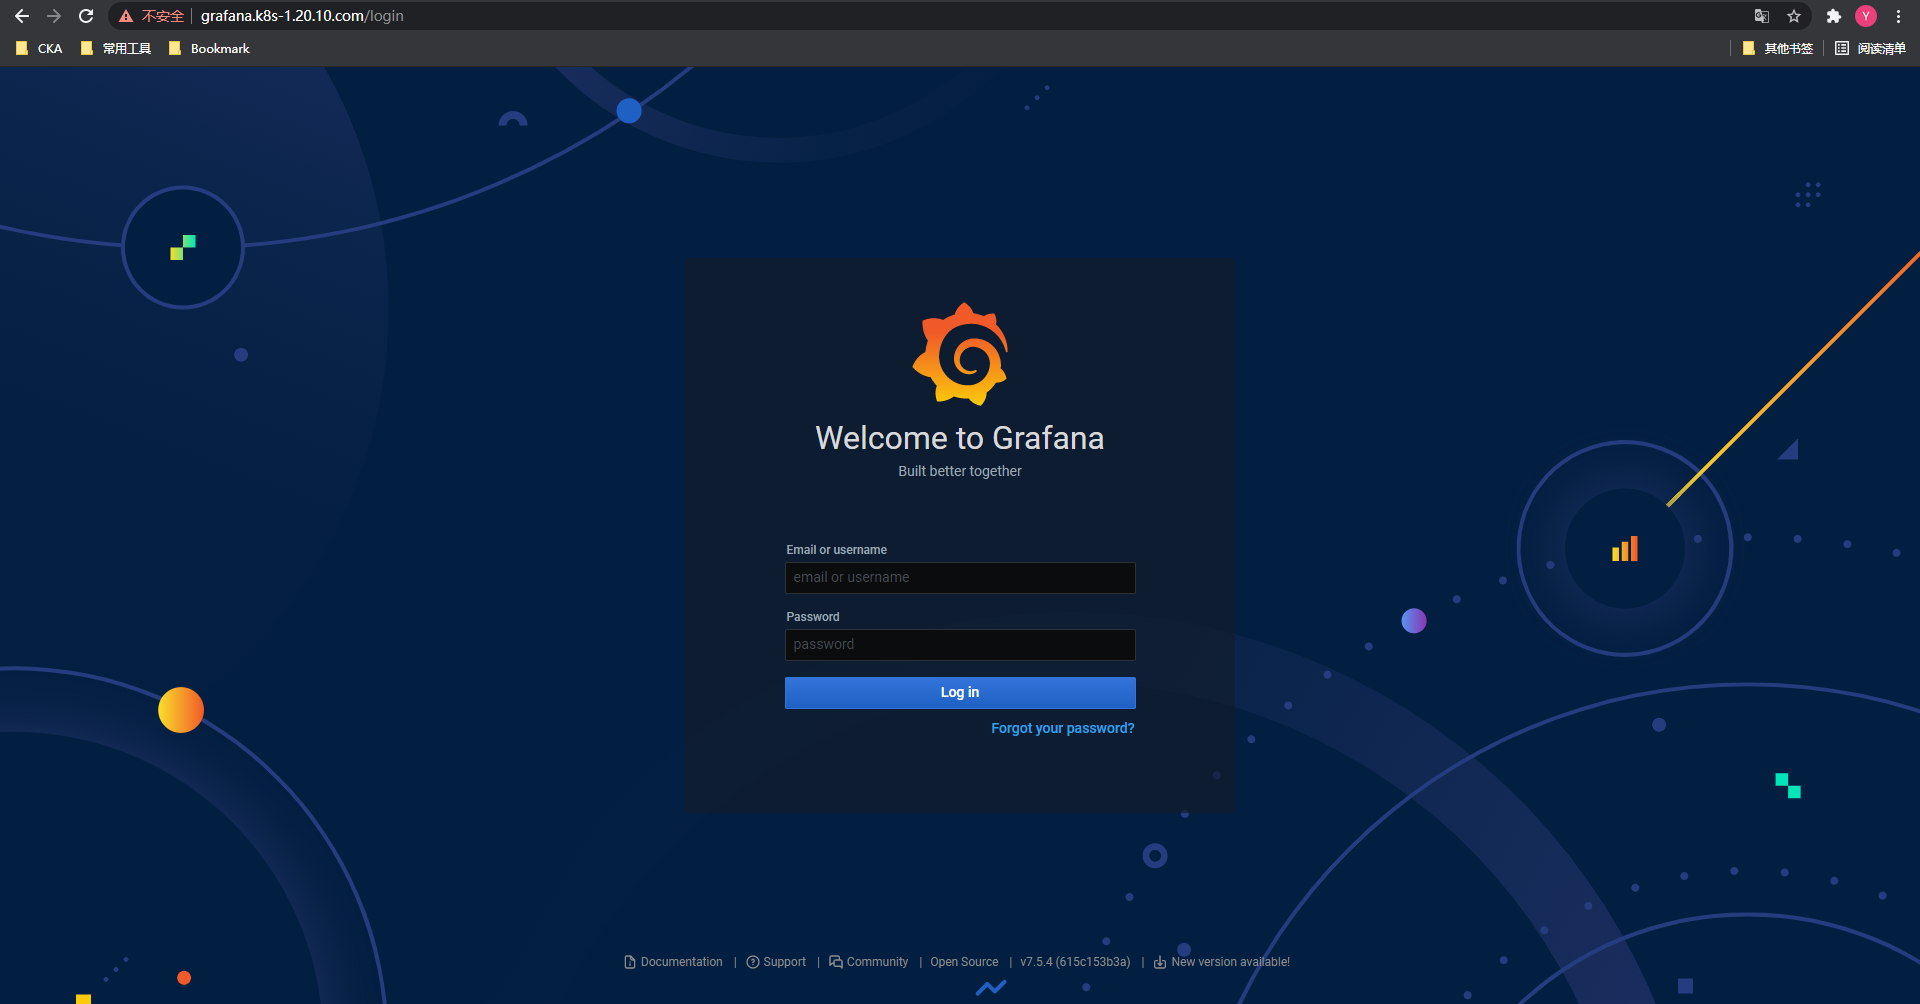 不安全 grafana.k8s-1.20.10.com/login Y
CKA 常用工具 Bookmark 其他书签 阅读清单
Welcome to Grafana
Built better together
Email or username
email or username
Password
password
Log in
Forgot your password?
Documentation | Support | Community | Open Source | v7.5.4 (615c153b3a) | New version available!